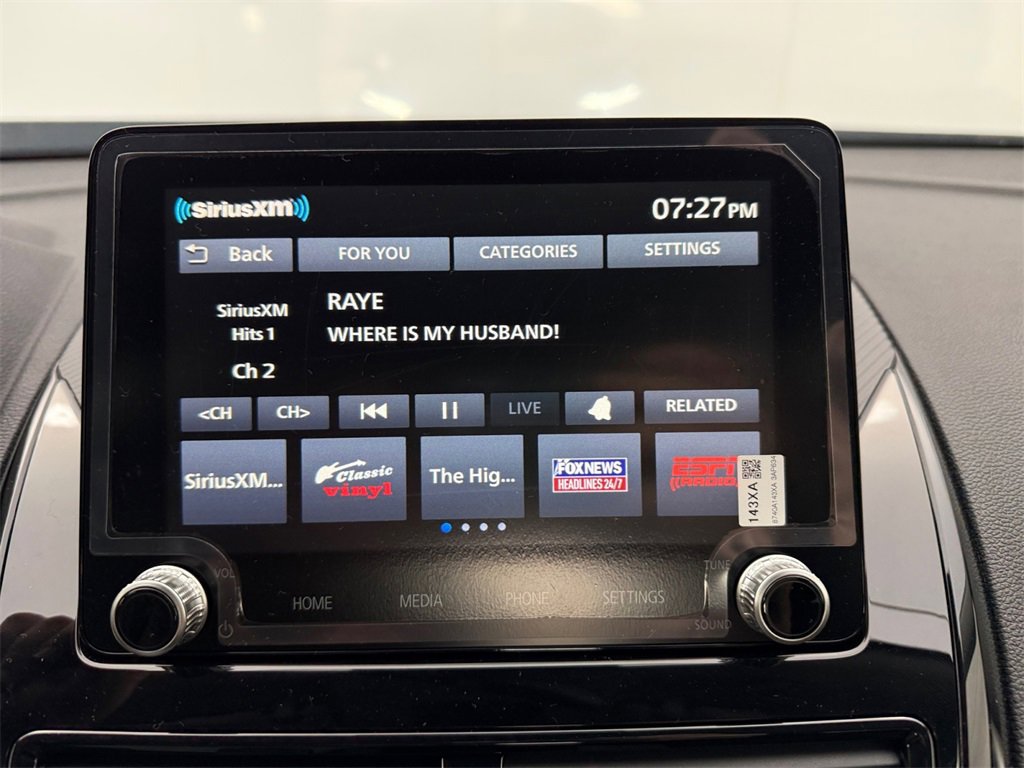 SiriusXM
07:27PM
Back
FOR YOU
CATEGORIES
SETTINGS
SiriusXM
Hits 1
Ch 2
RAYE
WHERE IS MY HUSBAND!
<CH
CH>
LIVE
RELATED
SiriusXM...
Classic
vinyl
The Hig...
FOX NEWS
HEADLINES 24/7
ESPN
RADIO
143XA
8740A143XA 3AP634
VOL
HOME
MEDIA
PHONE
SETTINGS
TUNE
SOUND